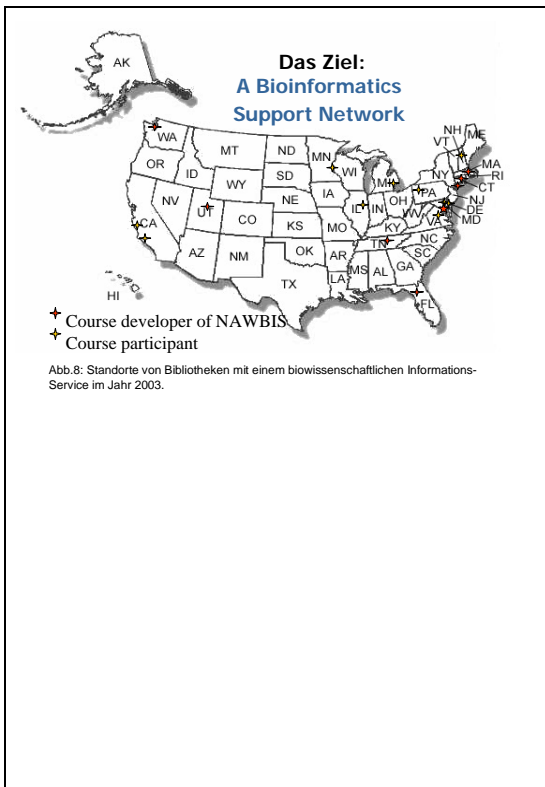 Das Ziel:
A Bioinformatics
Support Network
AK
WA
MT
ND
MN
WI
MI
NY
VT
NH
ME
MA
RI
CT
OR
ID
WY
SD
IA
NE
IL
IN
OH
PA
NJ
DE
MD
NV
UT
CO
KS
MO
KY
WV
VA
CA
AZ
NM
OK
AR
TN
NC
SC
TX
LA
MS
AL
GA
FL
HI
Course developer of NAWBIS
Course participant
Abb.8: Standorte von Bibliotheken mit einem biowissenschaftlichen Informations-
Service im Jahr 2003.